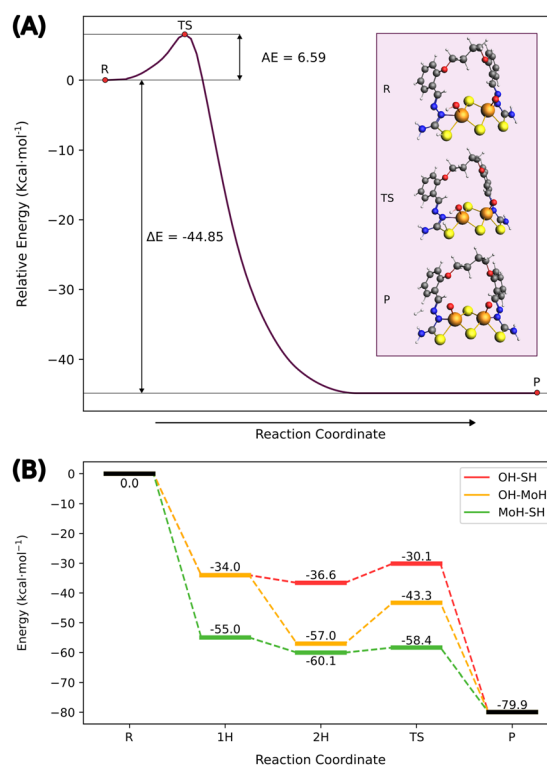 (A)
TS
R
AE = 6.59
0
−10
−20
−30
−40
Relative Energy (Kcal·mol⁻¹)
ΔE = -44.85
P
R
TS
P
Reaction Coordinate
(B)
OH-SH
OH-MoH
MoH-SH
0
−10
−20
−30
−40
−50
−60
−70
−80
Energy (kcal·mol⁻¹)
0.0
-34.0
-36.6
-30.1
-43.3
-55.0
-57.0
-58.4
-60.1
-79.9
R
1H
2H
TS
P
Reaction Coordinate